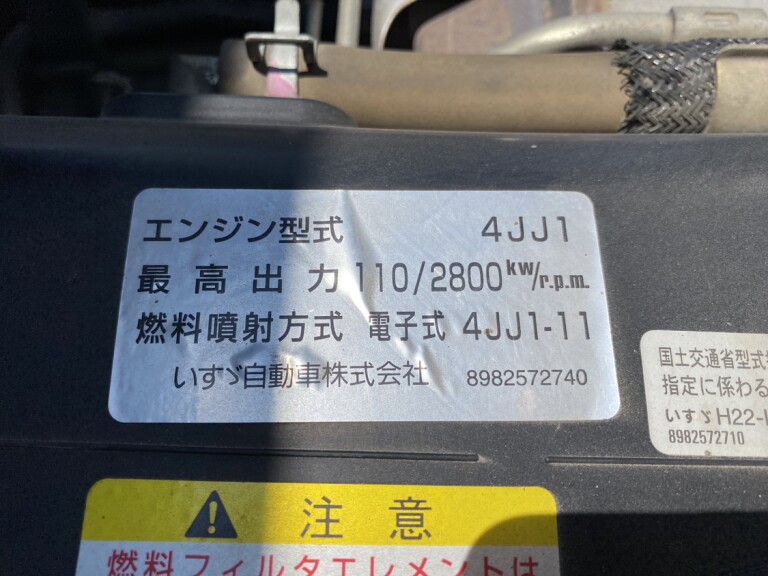 エンジン型式 4JJ1
最高出力 110/2800 kw/r.p.m.
燃料噴射方式 電子式 4JJ1-11
いすゞ自動車株式会社 8982572740
国土交通省型式
指定に係わる
いすゞH22-
8982572710
注意
燃料フィルタエレメントは